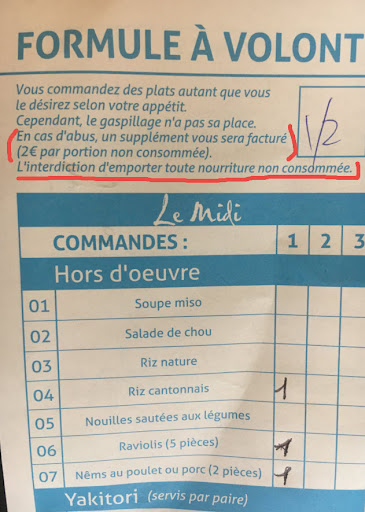 FORMULE À VOLONT
Vous commandez des plats autant que vous
le désirez selon votre appétit.
Cependant, le gaspillage n'a pas sa place.
En cas d'abus, un supplément vous sera facturé
(2€ par portion non consommée).
L'interdiction d'emporter toute nourriture non consommée.
1/2
Le Midi
COMMANDES : 1 2 3
Hors d'oeuvre
01 Soupe miso
02 Salade de chou
03 Riz nature
04 Riz cantonnais 1
05 Nouilles sautées aux légumes
06 Raviolis (5 pièces) 1
07 Nêms au poulet ou porc (2 pièces) 1
Yakitori (servis par paire)